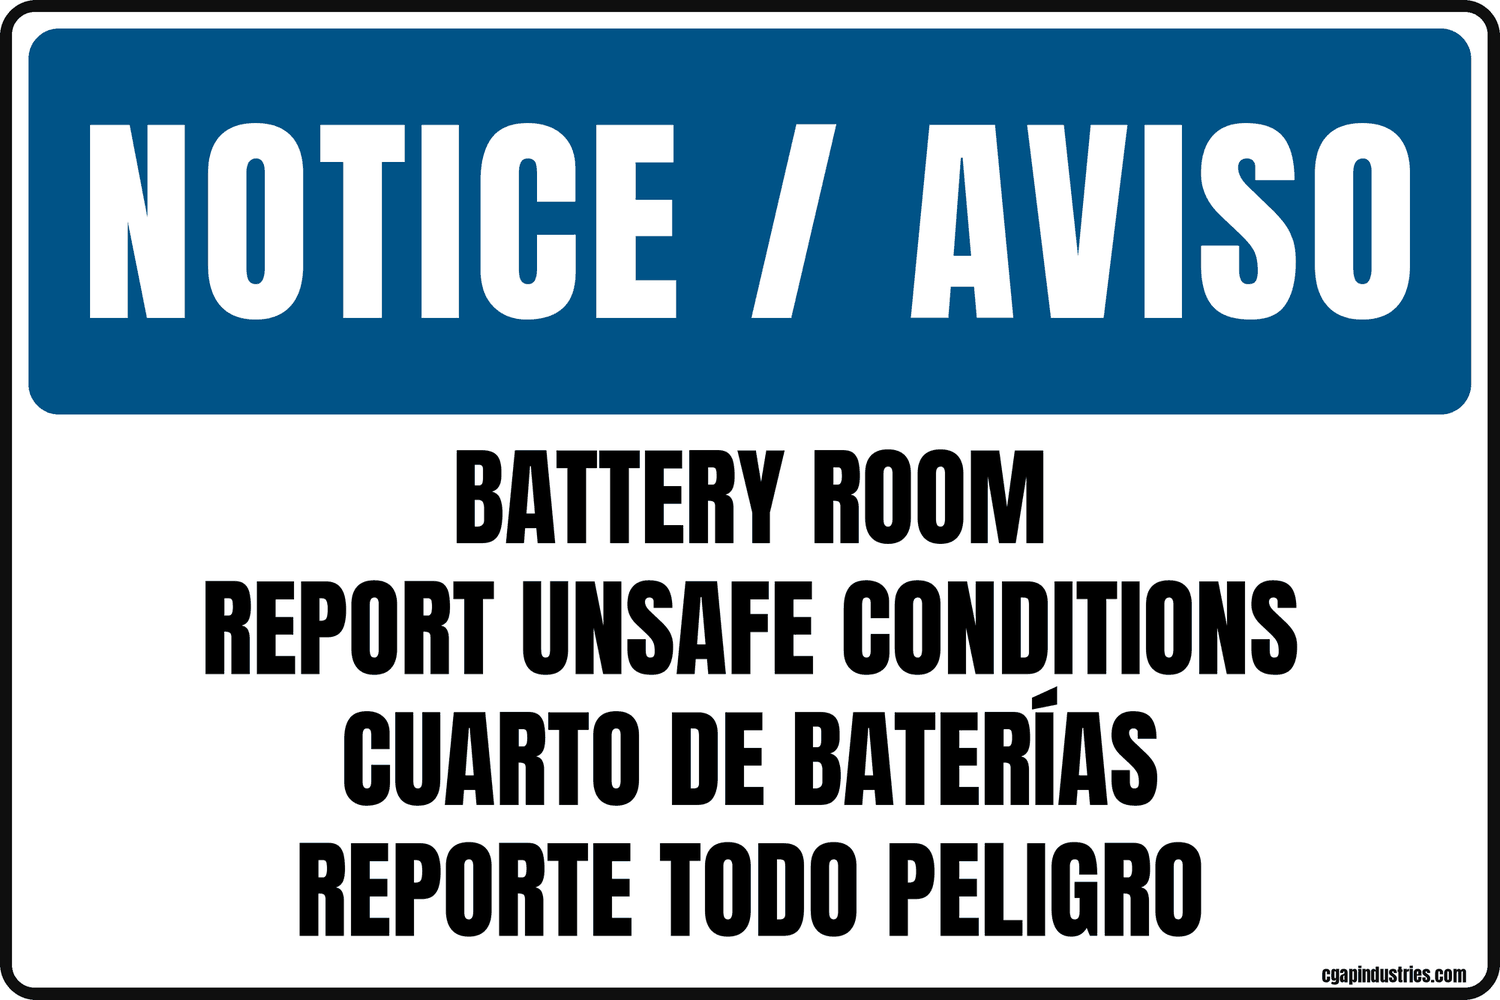 NOTICE / AVISO
BATTERY ROOM
REPORT UNSAFE CONDITIONS
CUARTO DE BATERÍAS
REPORTE TODO PELIGRO
cgapindustries.com